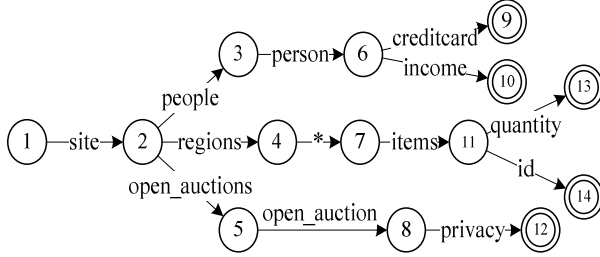 9
creditcard
3 person 6
income
10
people
13
quantity
1 site 2 regions 4 * 7 items 11
id
open_auctions
14
open_auction
5 8 privacy 12